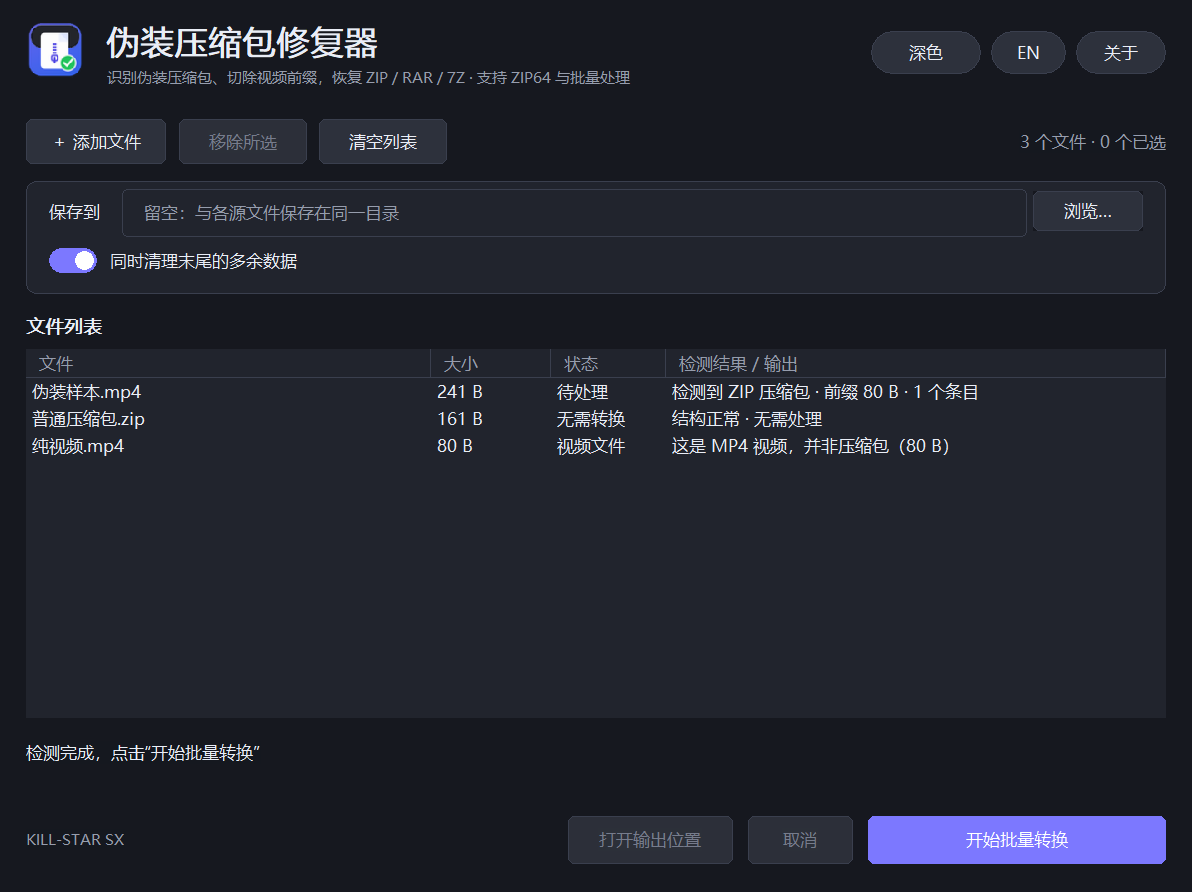 伪装压缩包修复器
识别伪装压缩包、切除视频前缀，恢复 ZIP / RAR / 7Z · 支持 ZIP64 与批量处理
深色 EN 关于
+ 添加文件 移除所选 清空列表 3 个文件 · 0 个已选
保存到 留空：与各源文件保存在同一目录 浏览...
同时清理末尾的多余数据
文件列表
文件 大小 状态 检测结果 / 输出
伪装样本.mp4 241 B 待处理 检测到 ZIP 压缩包 · 前缀 80 B · 1 个条目
普通压缩包.zip 161 B 无需转换 结构正常 · 无需处理
纯视频.mp4 80 B 视频文件 这是 MP4 视频，并非压缩包（80 B）
检测完成，点击“开始批量转换”
KILL-STAR SX 打开输出位置 取消 开始批量转换